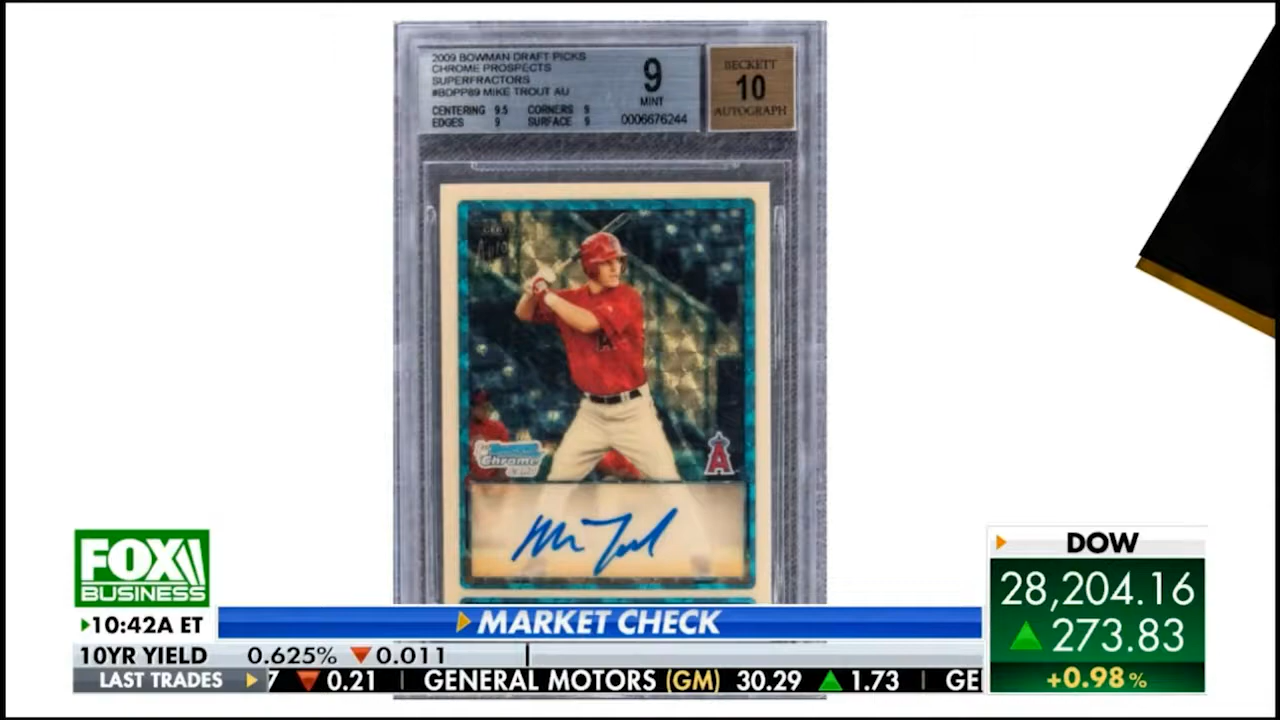 2009 BOWMAN DRAFT PICKS
CHROME PROSPECTS
SUPERFRACTORS
#BDPP89 MIKE TROUT AU
CENTERING 9.5 CORNERS 9
EDGES 9 SURFACE 9
9
MINT
0006676244
BECKETT
10
AUTOGRAPH
Chrome
A
FOX
BUSINESS
10:42A ET
MARKET CHECK
10YR YIELD 0.625% ▼0.011
LAST TRADES 7 ▼0.21 | GENERAL MOTORS (GM) 30.29 ▲1.73 | GE
DOW
28,204.16
▲273.83
+0.98%